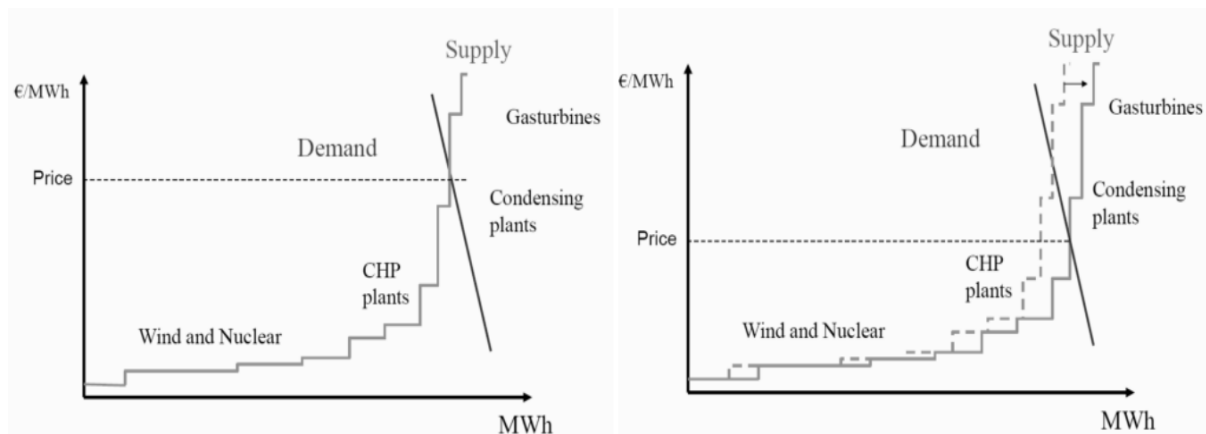 Supply
€/MWh
Gasturbines
Demand
Price
Condensing
plants
CHP
plants
Wind and Nuclear
MWh
Supply
€/MWh
Gasturbines
Demand
Condensing
plants
Price
CHP
plants
Wind and Nuclear
MWh